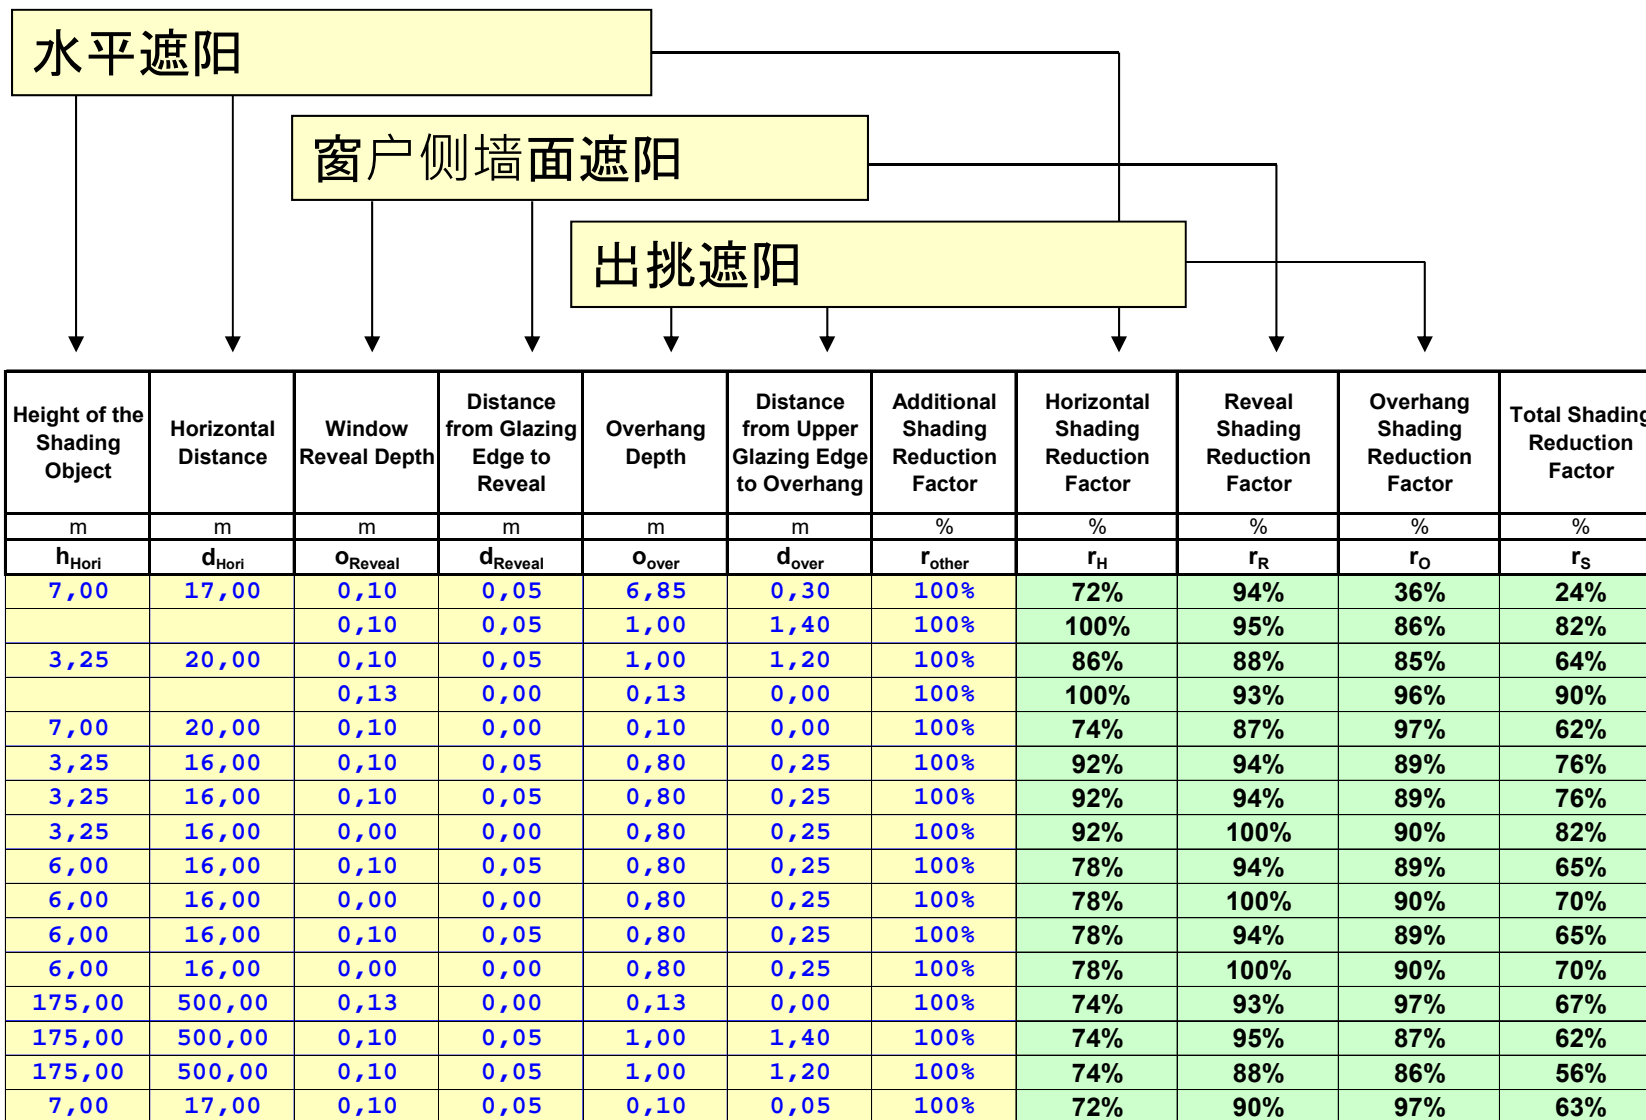 水平遮阳
窗户侧墙面遮阳
出挑遮阳
Height of the Shading Object Horizontal Distance Window Reveal Depth Distance from Glazing Edge to Reveal Overhang Depth Distance from Upper Glazing Edge to Overhang Additional Shading Reduction Factor Horizontal Shading Reduction Factor Reveal Shading Reduction Factor Overhang Shading Reduction Factor Total Shading Reduction Factor
m m m m m m % % % % %
hHori dHori oReveal dReveal oover dover rother rH rR rO rS
7,00 17,00 0,10 0,05 6,85 0,30 100% 72% 94% 36% 24%
0,10 0,05 1,00 1,40 100% 100% 95% 86% 82%
3,25 20,00 0,10 0,05 1,00 1,20 100% 86% 88% 85% 64%
0,13 0,00 0,13 0,00 100% 100% 93% 96% 90%
7,00 20,00 0,10 0,00 0,10 0,00 100% 74% 87% 97% 62%
3,25 16,00 0,10 0,05 0,80 0,25 100% 92% 94% 89% 76%
3,25 16,00 0,10 0,05 0,80 0,25 100% 92% 94% 89% 76%
3,25 16,00 0,00 0,00 0,80 0,25 100% 92% 100% 90% 82%
6,00 16,00 0,10 0,05 0,80 0,25 100% 78% 94% 89% 65%
6,00 16,00 0,00 0,00 0,80 0,25 100% 78% 100% 90% 70%
6,00 16,00 0,10 0,05 0,80 0,25 100% 78% 94% 89% 65%
6,00 16,00 0,00 0,00 0,80 0,25 100% 78% 100% 90% 70%
175,00 500,00 0,13 0,00 0,13 0,00 100% 74% 93% 97% 67%
175,00 500,00 0,10 0,05 1,00 1,40 100% 74% 95% 87% 62%
175,00 500,00 0,10 0,05 1,00 1,20 100% 74% 88% 86% 56%
7,00 17,00 0,10 0,05 0,10 0,05 100% 72% 90% 97% 63%